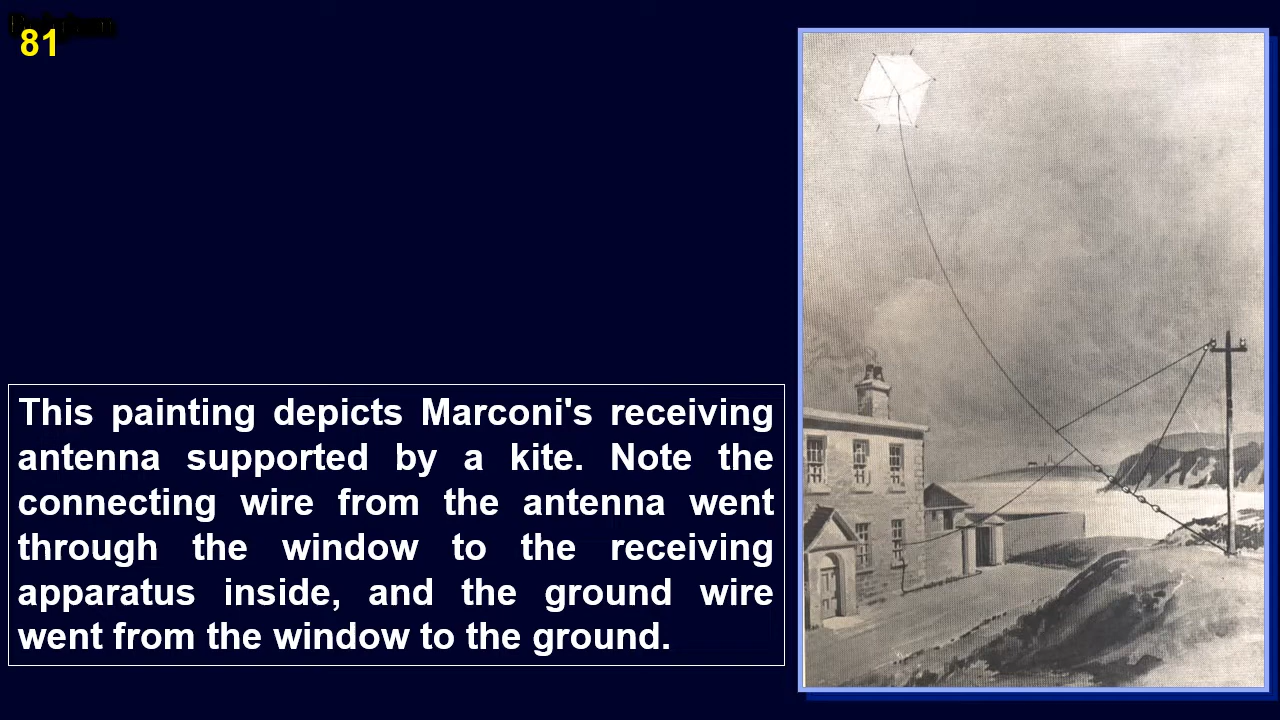 81
This painting depicts Marconi's receiving
antenna supported by a kite. Note the
connecting wire from the antenna went
through the window to the receiving
apparatus inside, and the ground wire
went from the window to the ground.